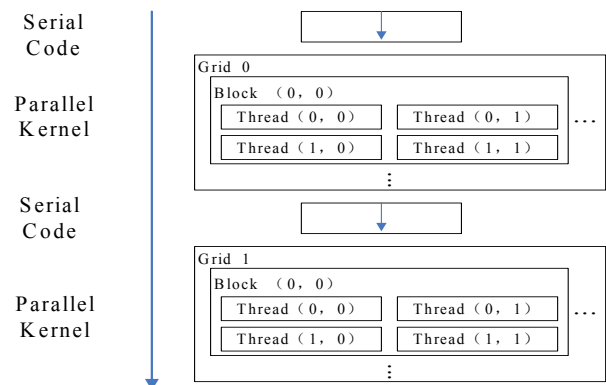 Serial
Code
Grid 0
Block （0, 0）
Parallel
Kernel
Thread（0, 0） Thread（0, 1） ...
Thread（1, 0） Thread（1, 1）
...
Serial
Code
Grid 1
Block （0, 0）
Parallel
Kernel
Thread（0, 0） Thread（0, 1） ...
Thread（1, 0） Thread（1, 1）
...